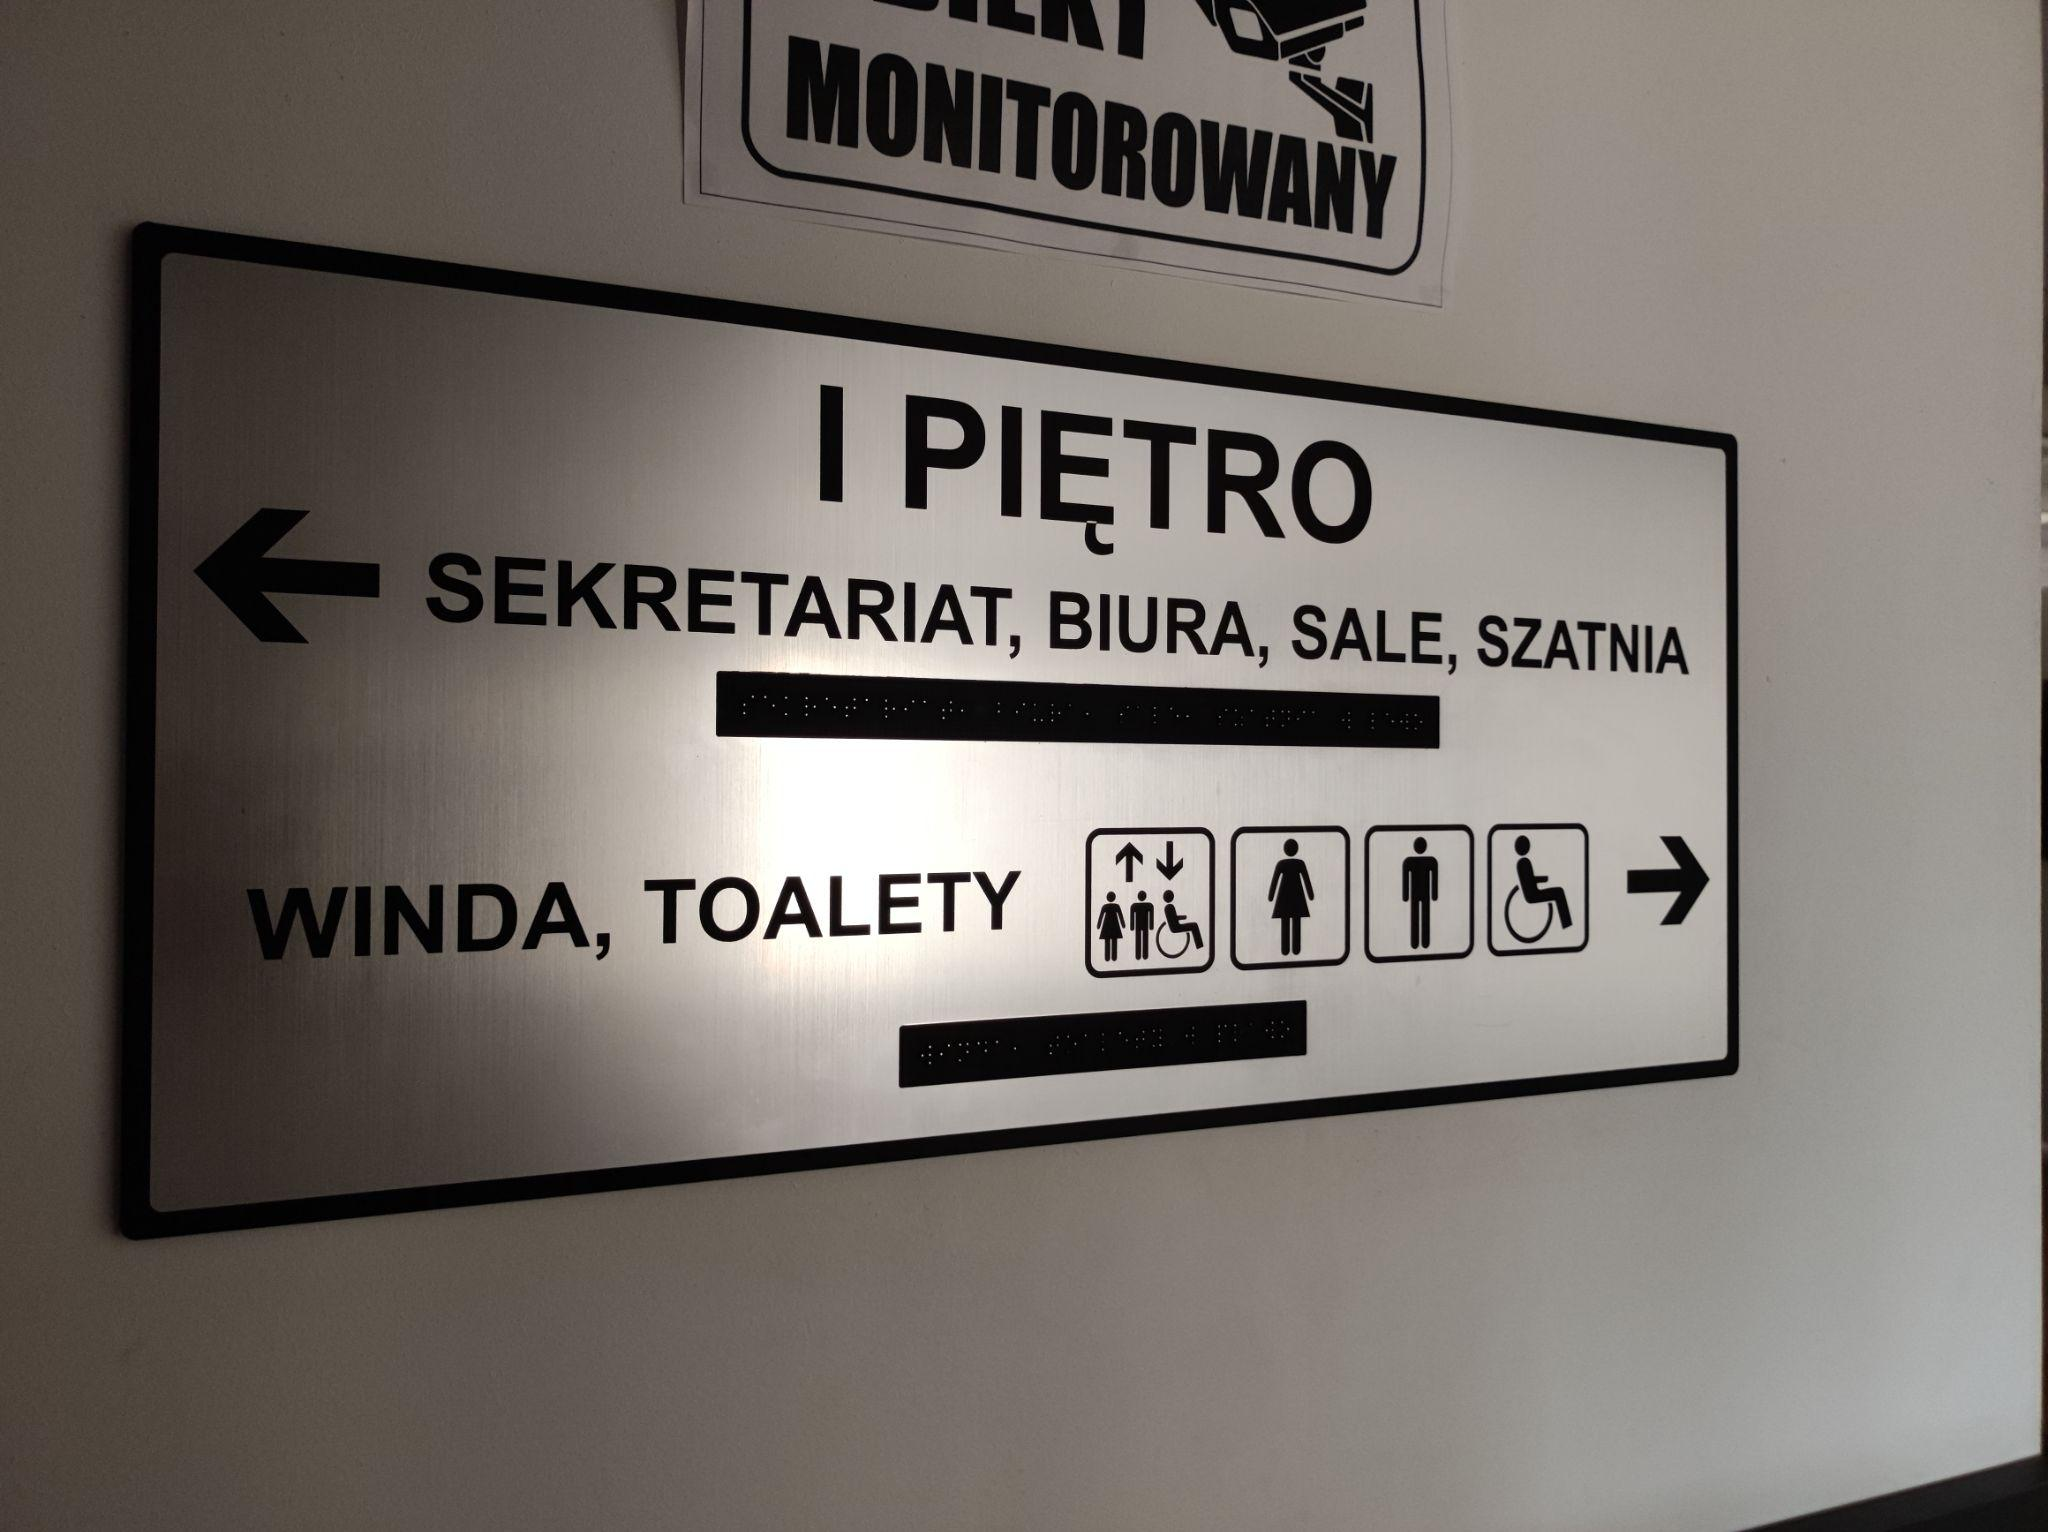 MONITOROWANY
I PIĘTRO
SEKRETARIAT, BIURA, SALE, SZATNIA
WINDA, TOALETY